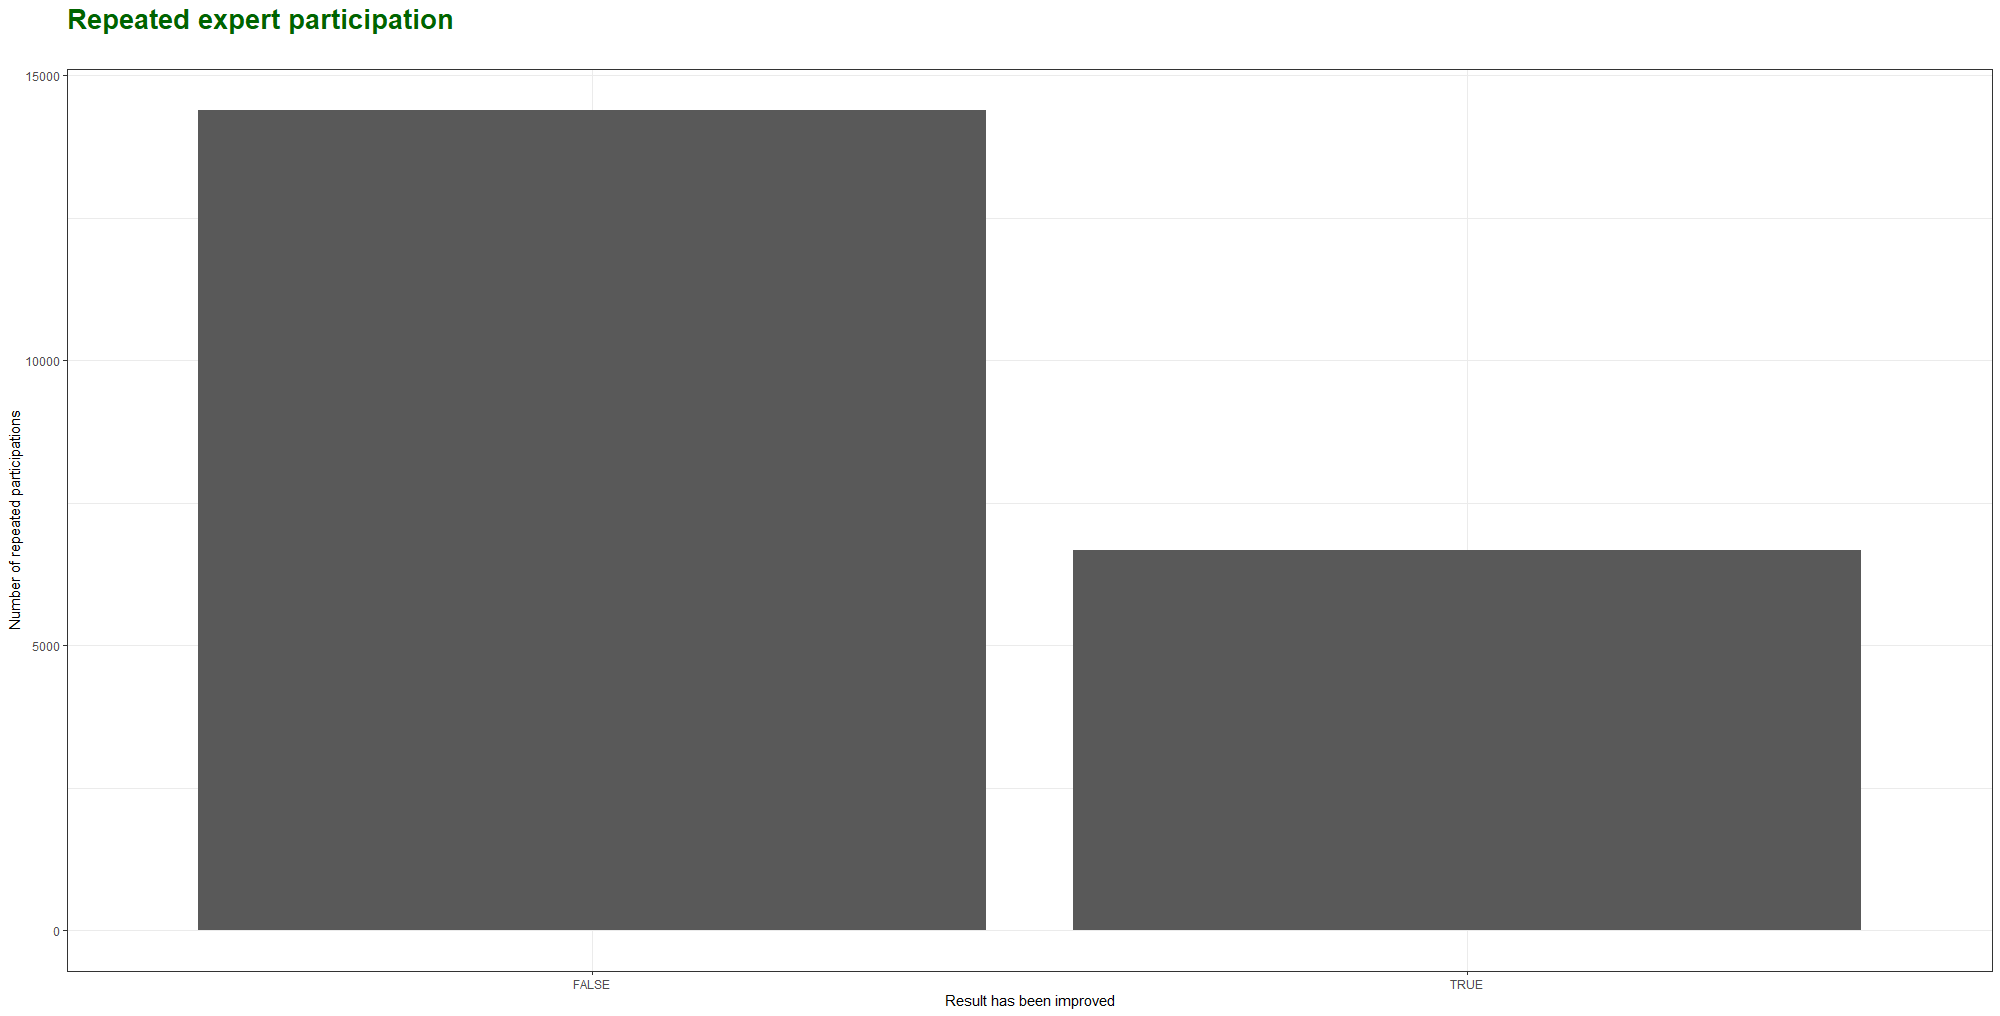 Repeated expert participation
Number of repeated participations
15000
10000
5000
0
FALSE
TRUE
Result has been improved